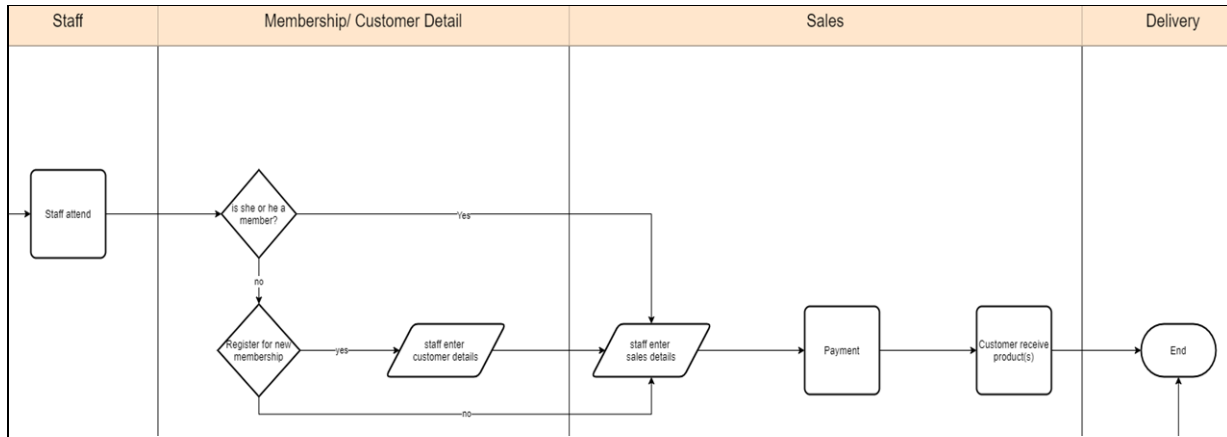 Staff
Membership/ Customer Detail
Sales
Delivery
Staff attend
is she or he a
member?
Yes
no
Register for new
membership
yes
staff enter
customer details
staff enter
sales details
Payment
Customer receive
product(s)
End
no